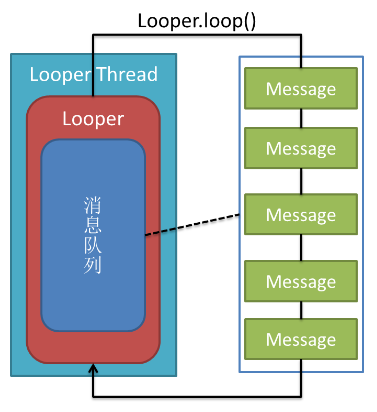 Looper.loop()
Looper Thread
Looper
消息队列
Message
Message
Message
Message
Message